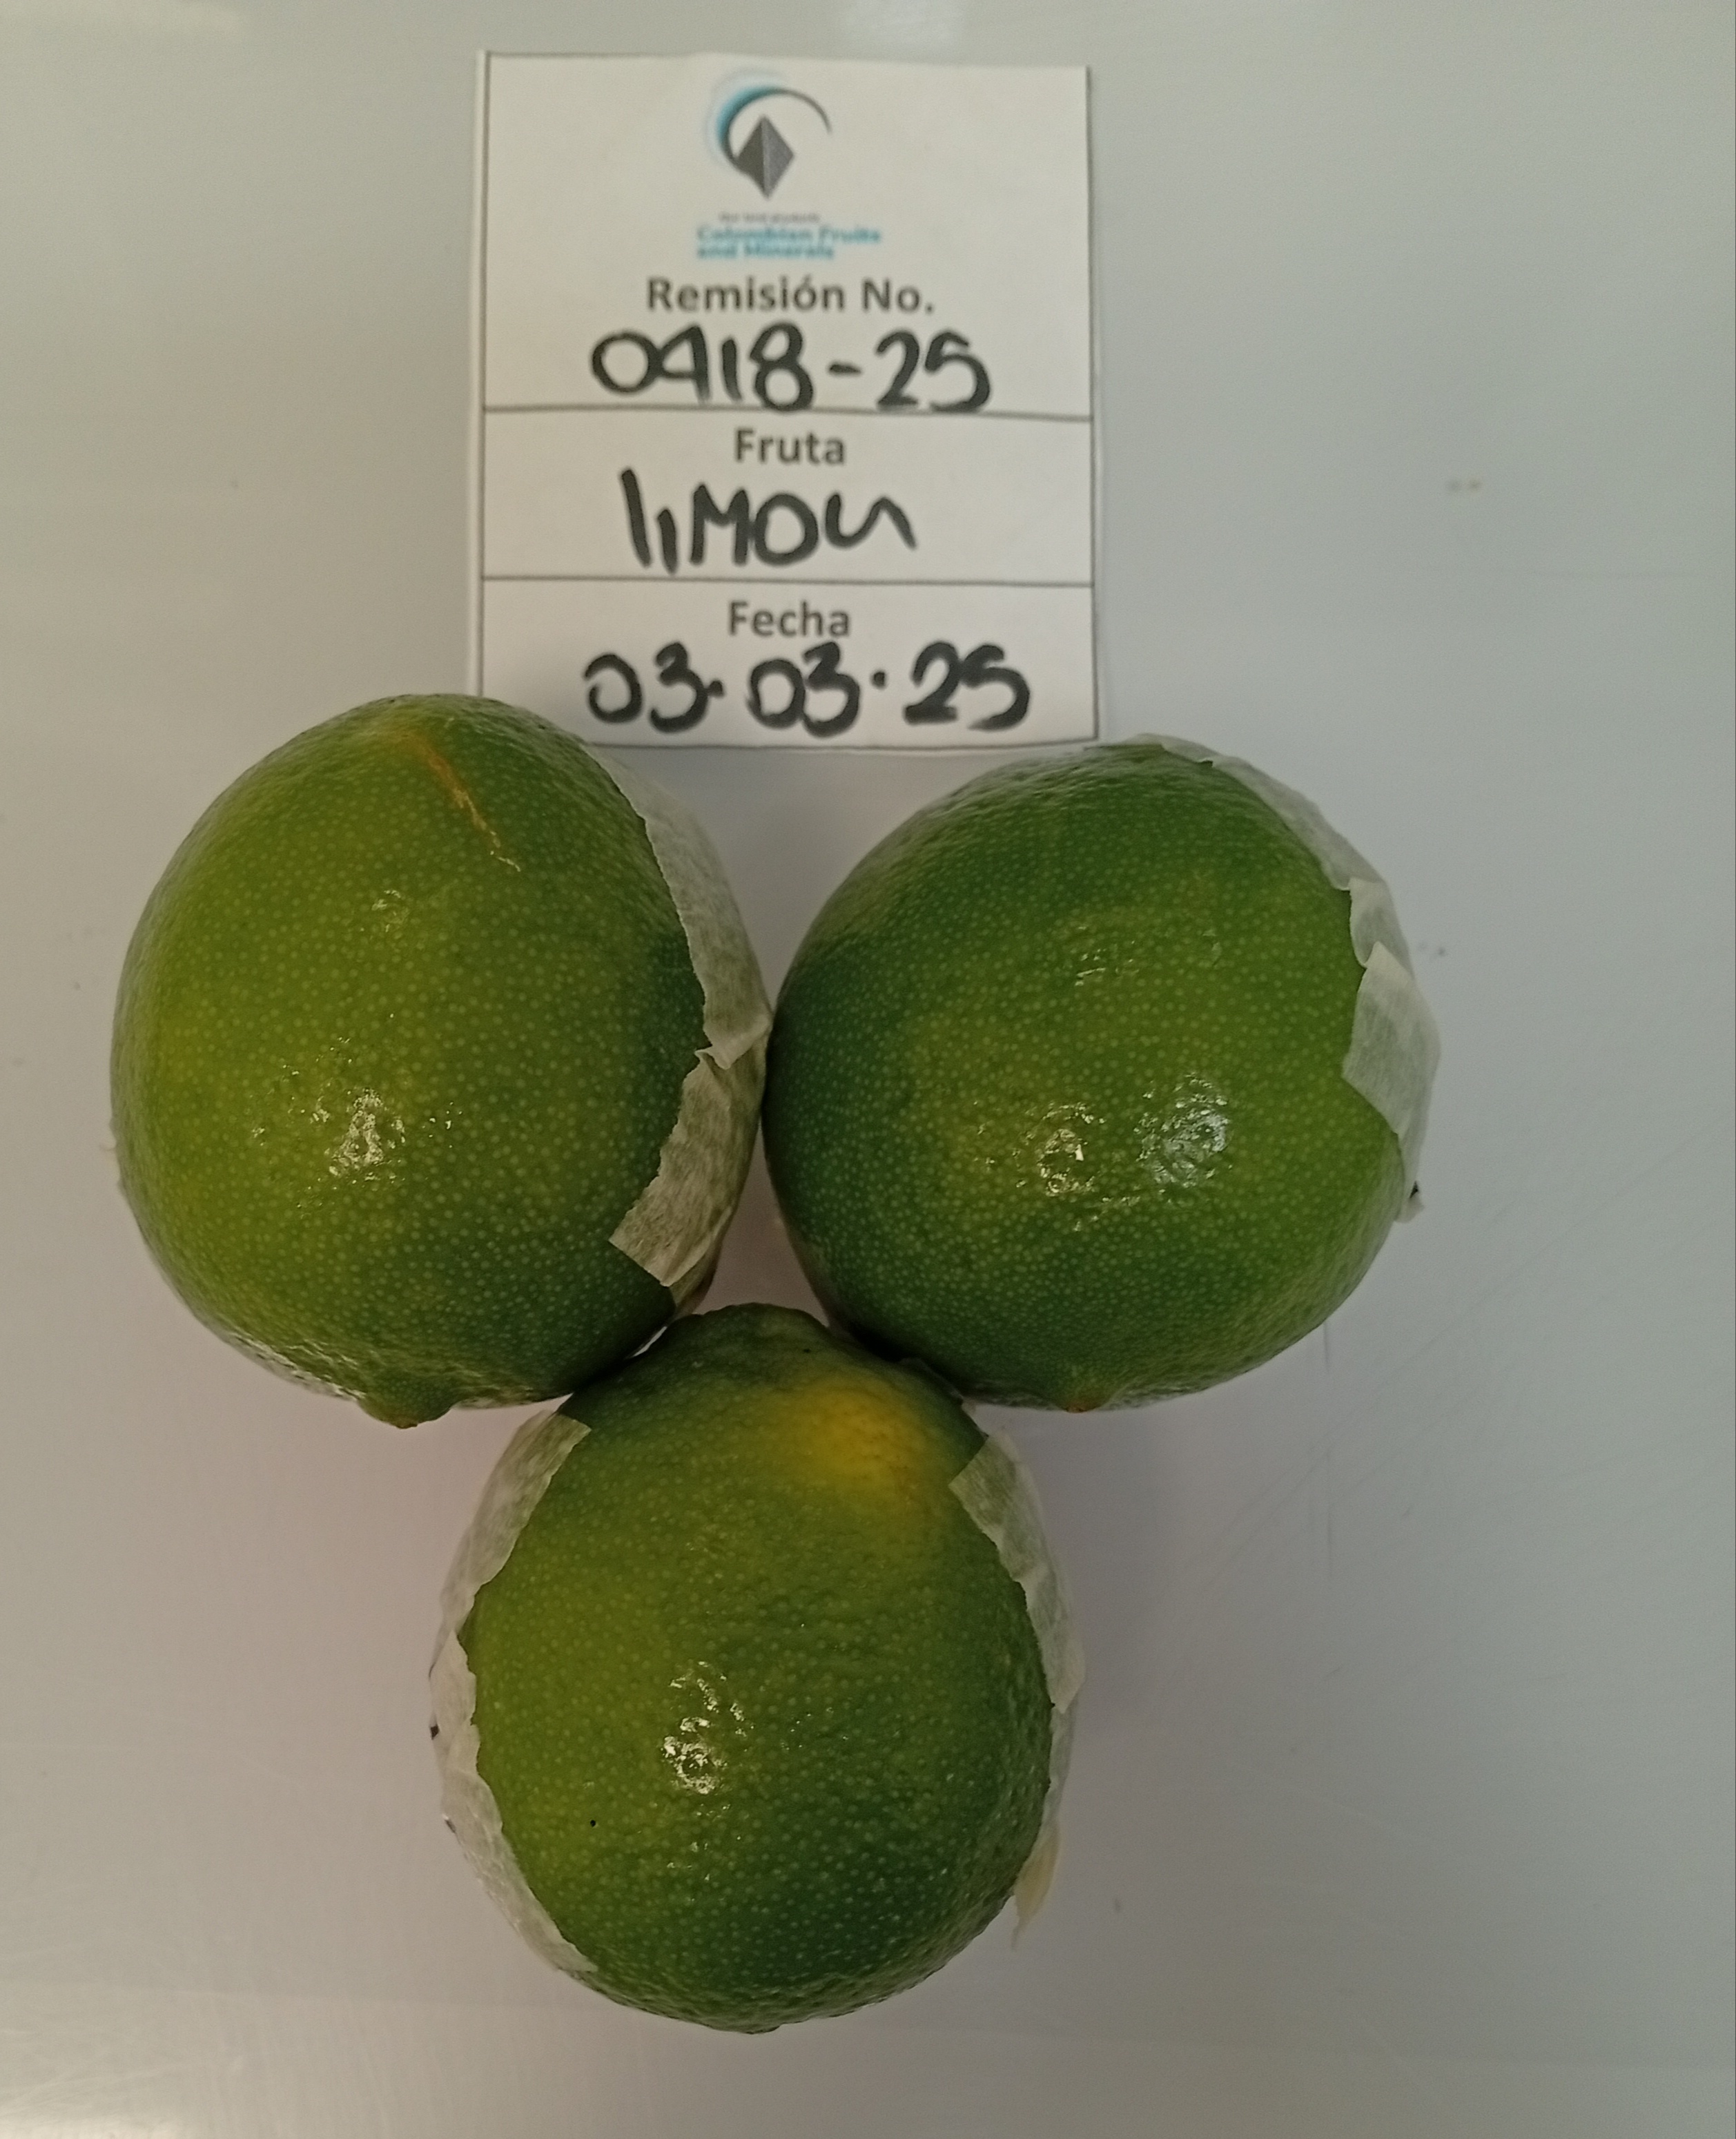 Colombian Fruits
and Minerals
Remisión No.
0418-25
Fruta
limon
Fecha
03.03.25